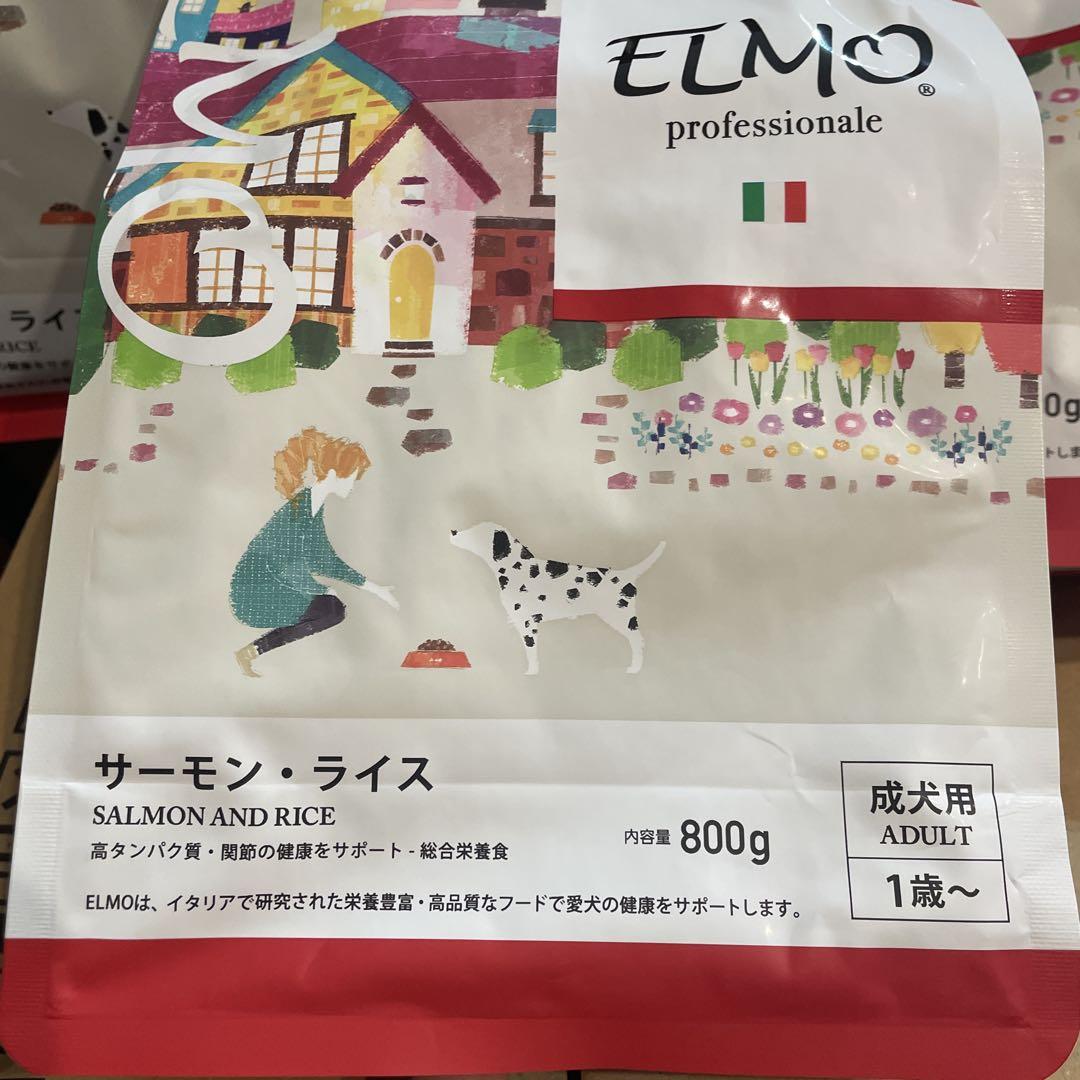 ELMO®
professionale
サーモン・ライス
SALMON AND RICE
高タンパク質・関節の健康をサポート - 総合栄養食
内容量 800g
ELMOは、イタリアで研究された栄養豊富・高品質なフードで愛犬の健康をサポートします。
成犬用
ADULT
1歳～
ライ
RICE
0g